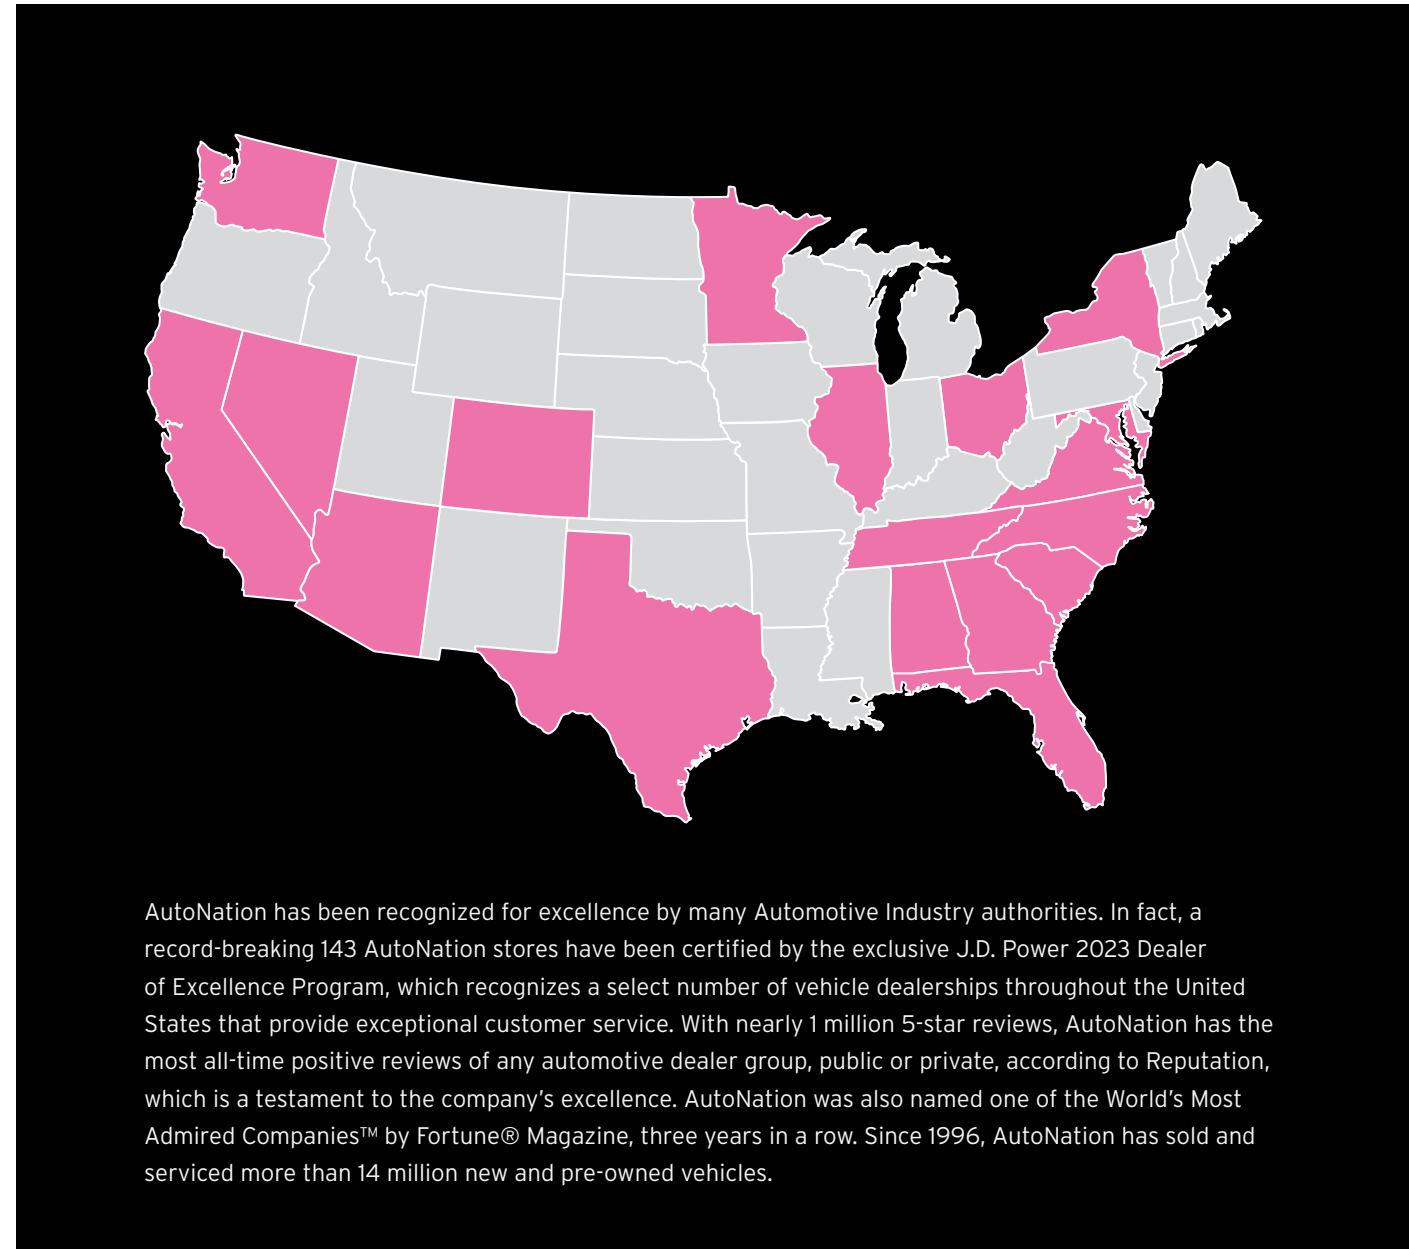 AutoNation has been recognized for excellence by many Automotive Industry authorities. In fact, a
record-breaking 143 AutoNation stores have been certified by the exclusive J.D. Power 2023 Dealer
of Excellence Program, which recognizes a select number of vehicle dealerships throughout the United
States that provide exceptional customer service. With nearly 1 million 5-star reviews, AutoNation has the
most all-time positive reviews of any automotive dealer group, public or private, according to Reputation,
which is a testament to the company’s excellence. AutoNation was also named one of the World’s Most
Admired Companies™ by Fortune® Magazine, three years in a row. Since 1996, AutoNation has sold and
serviced more than 14 million new and pre-owned vehicles.